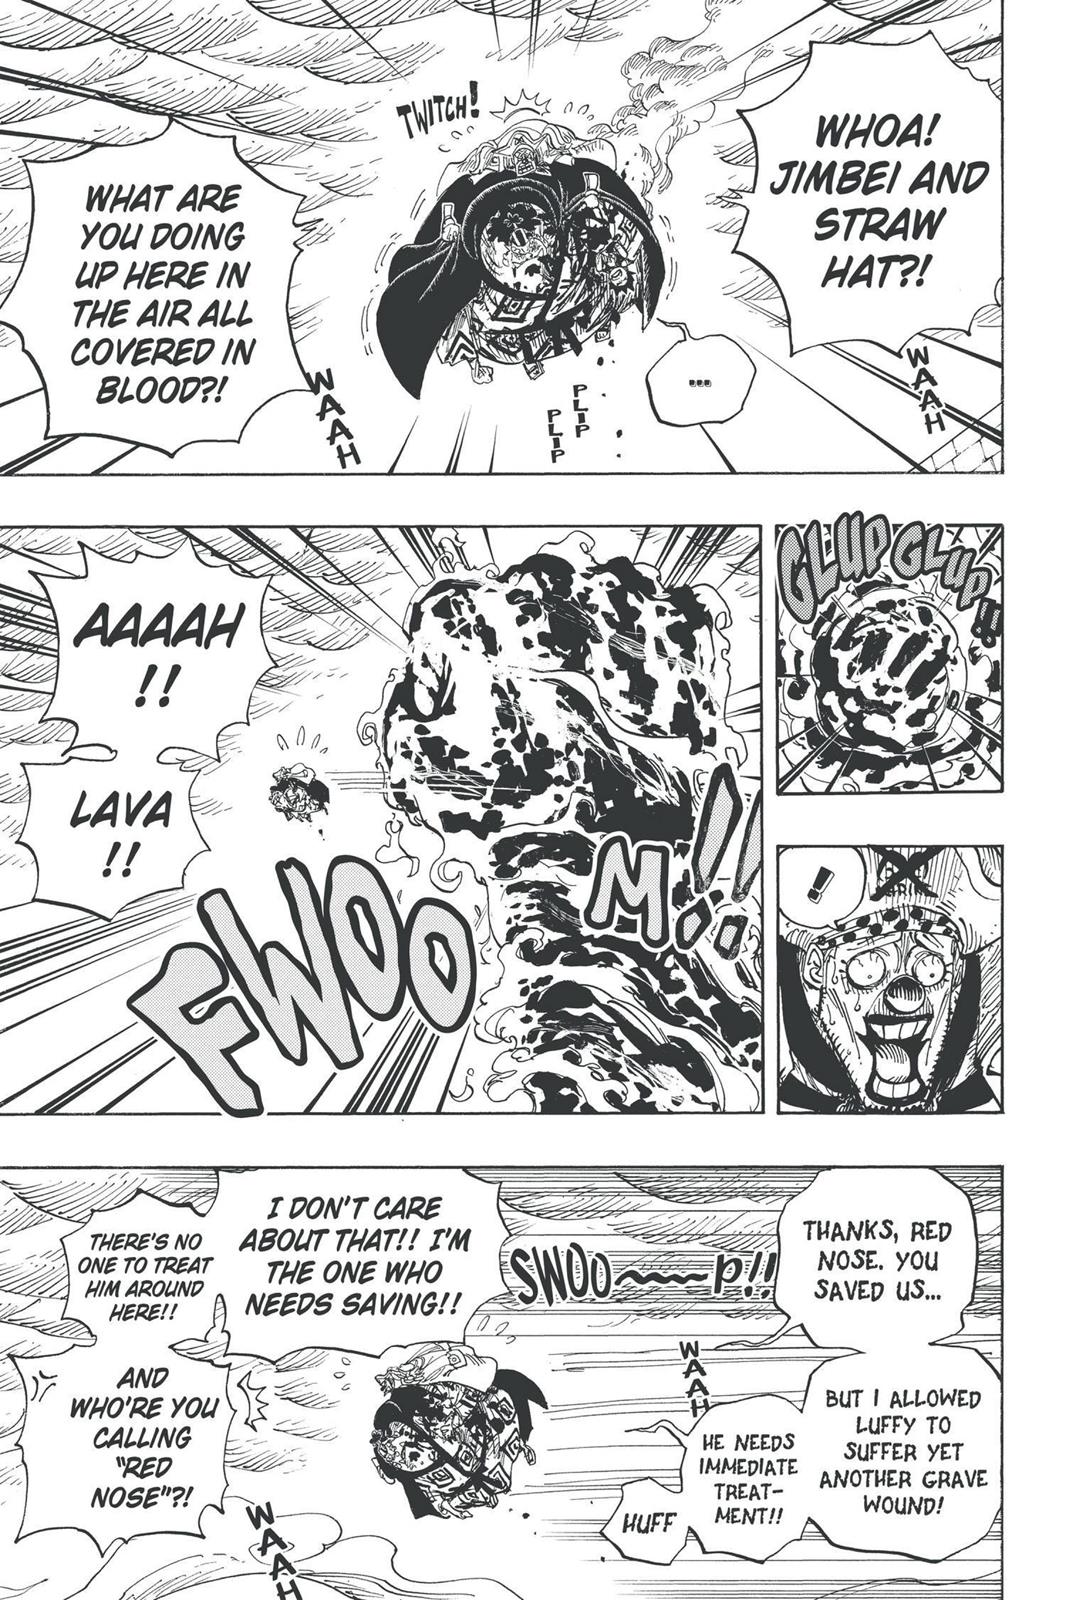 WHOA!
JIMBEI AND
STRAW
HAT?!
TWITCH!
WHAT ARE
YOU DOING
UP HERE IN
THE AIR ALL
COVERED IN
BLOOD?!
...
WAAH
PLIP
PLIP
WAAH
GLUP GLUP
!!
!
AAAAH
!!
LAVA
!!
FWOO
M!!
THANKS, RED
NOSE. YOU
SAVED US...
BUT I ALLOWED
LUFFY TO
SUFFER YET
ANOTHER GRAVE
WOUND!
HE NEEDS
IMMEDIATE
TREAT-
MENT!!
HUFF
WAAH
SWOO~~P!!
I DON'T CARE
ABOUT THAT!! I'M
THE ONE WHO
NEEDS SAVING!!
THERE'S NO
ONE TO TREAT
HIM AROUND
HERE!!
AND
WHO'RE YOU
CALLING
"RED
NOSE"?!
WAAH